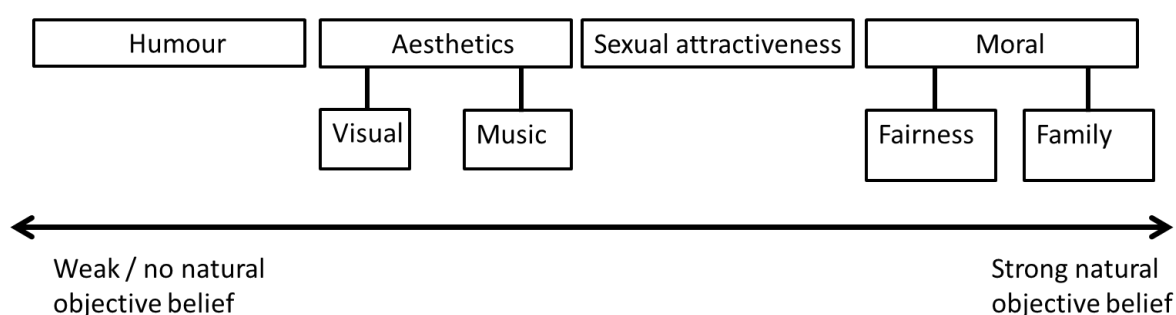 Humour
Aesthetics
Sexual attractiveness
Moral
Visual
Music
Fairness
Family
Weak / no natural
objective belief
Strong natural
objective belief